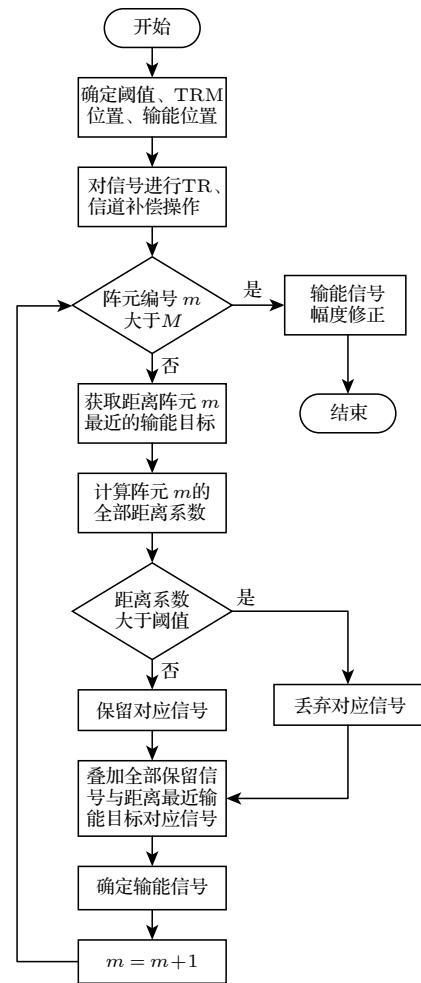 开始
确定阈值、TRM
位置、输能位置
对信号进行TR、
信道补偿操作
阵元编号 m
大于M
是
输能信号
幅度修正
结束
否
获取距离阵元 m
最近的输能目标
计算阵元 m的
全部距离系数
距离系数
大于阈值
是
否
保留对应信号
丢弃对应信号
叠加全部保留信
号与距离最近输
能目标对应信号
确定输能信号
m = m+1